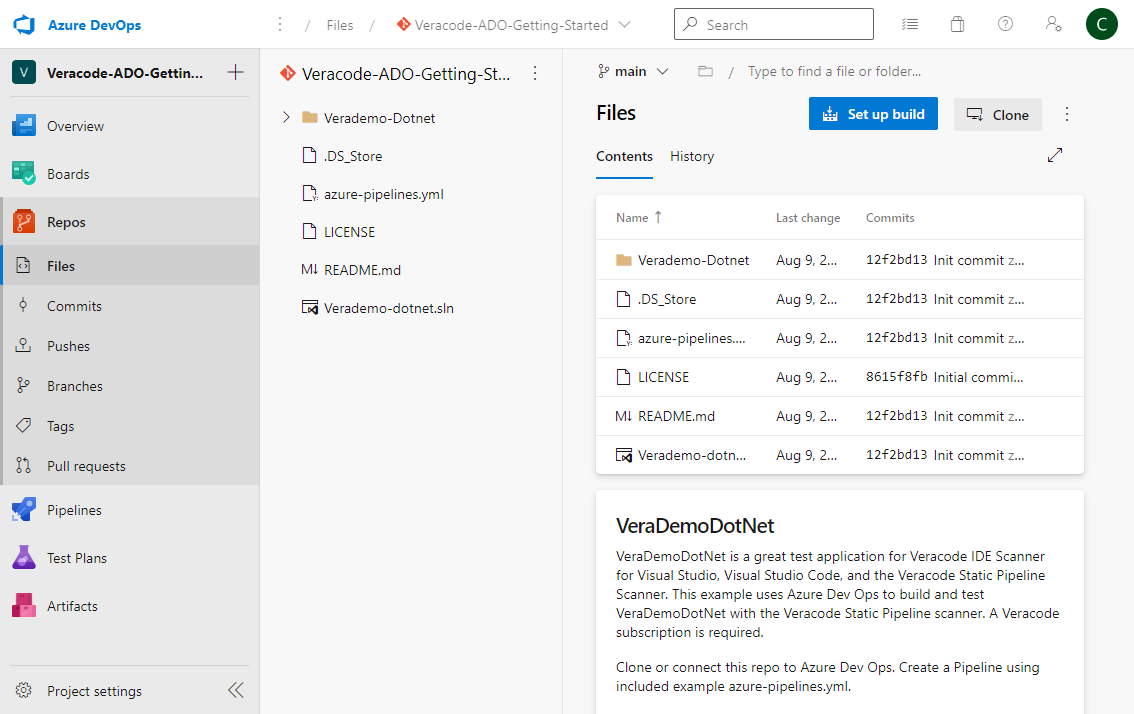 Azure DevOps
/ Files / Veracode-ADO-Getting-Started
Search
C
V Veracode-ADO-Gettin...
Overview
Boards
Repos
Files
Commits
Pushes
Branches
Tags
Pull requests
Pipelines
Test Plans
Artifacts
Project settings
Veracode-ADO-Getting-St...
Verademo-Dotnet
.DS_Store
azure-pipelines.yml
LICENSE
README.md
Verademo-dotnet.sln
main / Type to find a file or folder...
Files
Set up build
Clone
Contents History
Name ↑ Last change Commits
Verademo-Dotnet Aug 9, 2... 12f2bd13 Init commit z...
.DS_Store Aug 9, 2... 12f2bd13 Init commit z...
azure-pipelines.... Aug 9, 2... 12f2bd13 Init commit z...
LICENSE Aug 9, 2... 8615f8fb Initial commi...
M↓ README.md Aug 9, 2... 12f2bd13 Init commit z...
Verademo-dotn... Aug 9, 2... 12f2bd13 Init commit z...
VeraDemoDotNet
VeraDemoDotNet is a great test application for Veracode IDE Scanner
for Visual Studio, Visual Studio Code, and the Veracode Static Pipeline
Scanner. This example uses Azure Dev Ops to build and test
VeraDemoDotNet with the Veracode Static Pipeline scanner. A Veracode
subscription is required.
Clone or connect this repo to Azure Dev Ops. Create a Pipeline using
included example azure-pipelines.yml.